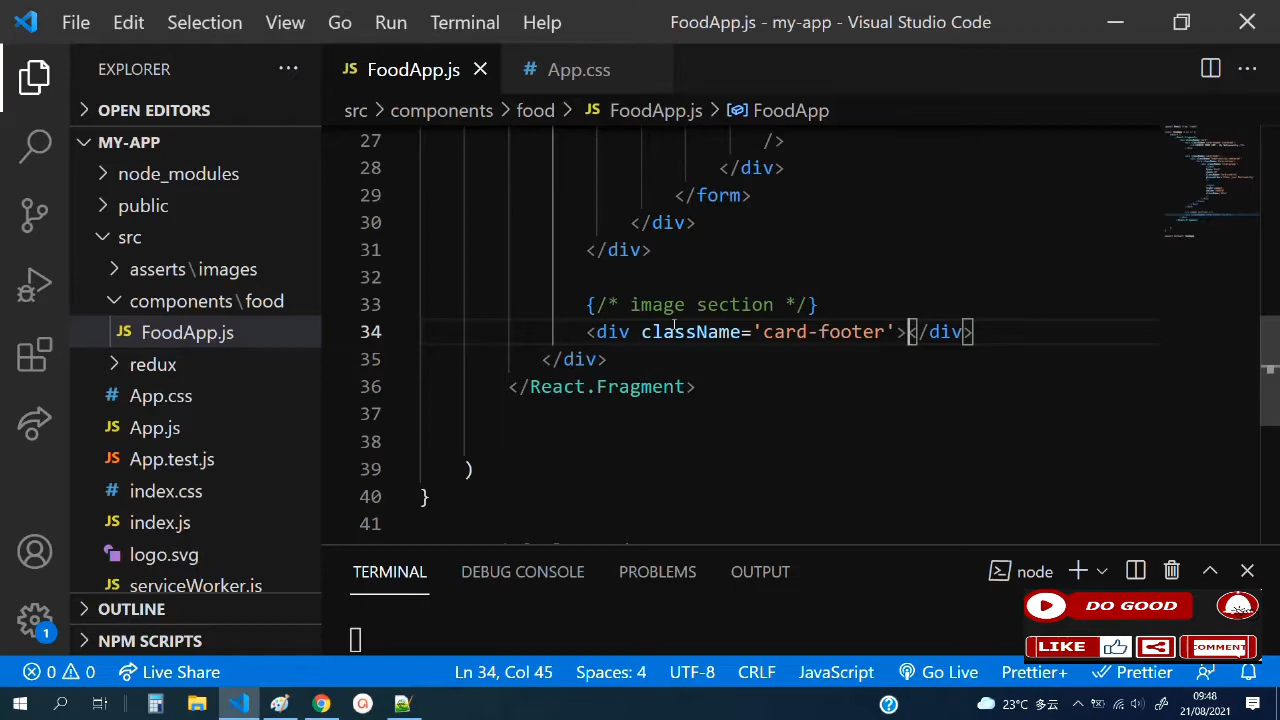 File Edit Selection View Go Run Terminal Help FoodApp.js - my-app - Visual Studio Code
EXPLORER
FoodApp.js
App.css
OPEN EDITORS
src > components > food > FoodApp.js > FoodApp
MY-APP
node_modules
public
src
asserts\images
components\food
FoodApp.js
redux
App.css
App.js
App.test.js
index.css
index.js
logo.svg
serviceWorker.js
OUTLINE
NPM SCRIPTS
27 />
28 </div>
29 </form>
30 </div>
31 </div>
32
33 {/* image section */}
34 <div className='card-footer'></div>
35 </div>
36 </React.Fragment>
37
38
39 )
40 }
41
TERMINAL DEBUG CONSOLE PROBLEMS OUTPUT node
DO GOOD
LIKE COMMENT
1
0 0 Live Share Ln 34, Col 45 Spaces: 4 UTF-8 CRLF JavaScript Go Live Prettier+ Prettier
23°C 多云 09:48
21/08/2021